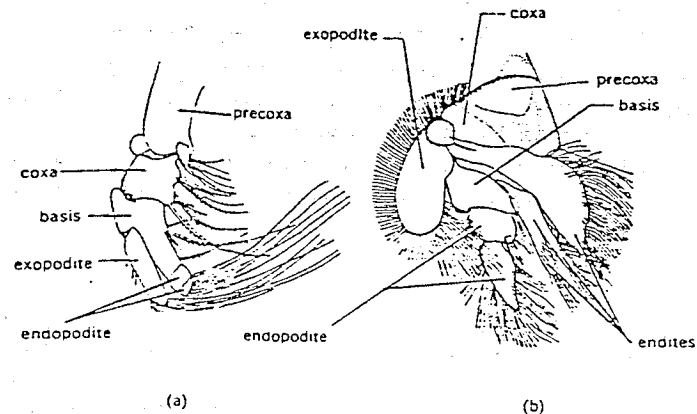 precoxa
coxa
basis
exopodite
endopodite
(a)
coxa
exopodite
precoxa
basis
endopodite
endites
(b)